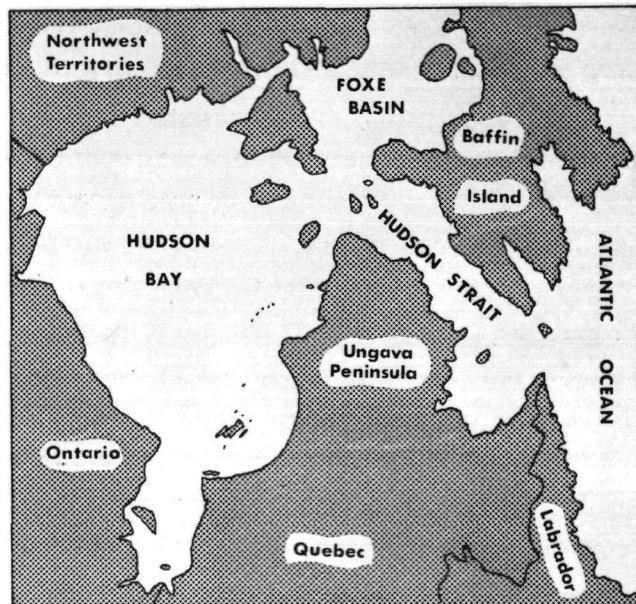 Northwest
Territories
FOXE
BASIN
Baffin
Island
HUDSON
BAY
HUDSON STRAIT
ATLANTIC OCEAN
Ungava
Peninsula
Ontario
Quebec
Labrador